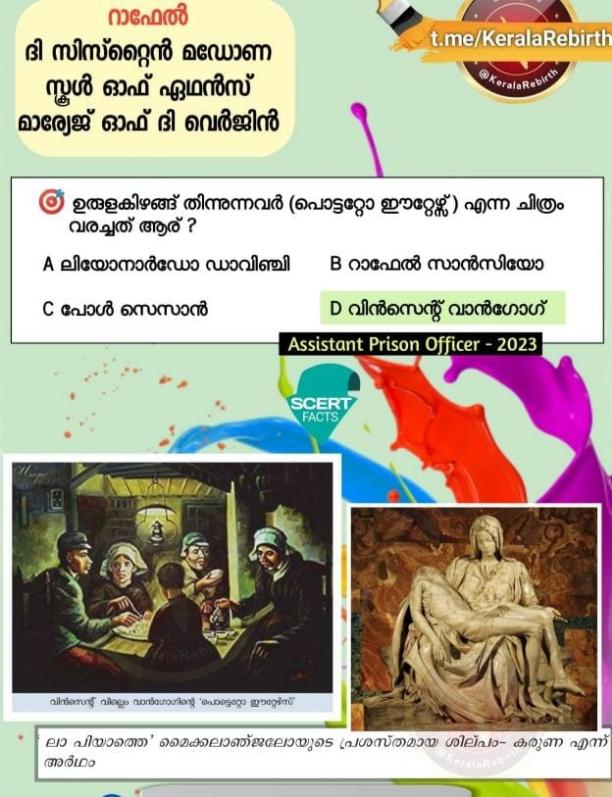 റാഫേൽ
ദി സിസ്റ്റൈൻ മഡോണ
സ്കൂൾ ഓഫ് ഏഥൻസ്
മാര്യേജ് ഓഫ് ദി വെർജിൻ
t.me/KeralaRebirth
@KeralaRebirth
ഉരുളകിഴങ്ങ് തിന്നുന്നവർ (പൊട്ടറ്റോ ഈറ്റേഴ്സ്) എന്ന ചിത്രം
വരച്ചത് ആര് ?
A ലിയോനാർഡോ ഡാവിഞ്ചി
B റാഫേൽ സാൻസിയോ
C പോൾ സെസാൻ
D വിൻസെന്റ് വാൻഗോഗ്
Assistant Prison Officer - 2023
SCERT
FACTS
വിൻസെന്റ് വില്ലെം വാൻഗോഗിന്റെ 'പൊട്ടെറ്റോ ഈറ്റേഴ്സ്'
' ലാ പിയാത്തെ' മൈക്കലാഞ്ജലോയുടെ പ്രശസ്തമായ ശില്പം- കരുണ എന്ന്
അർഥം